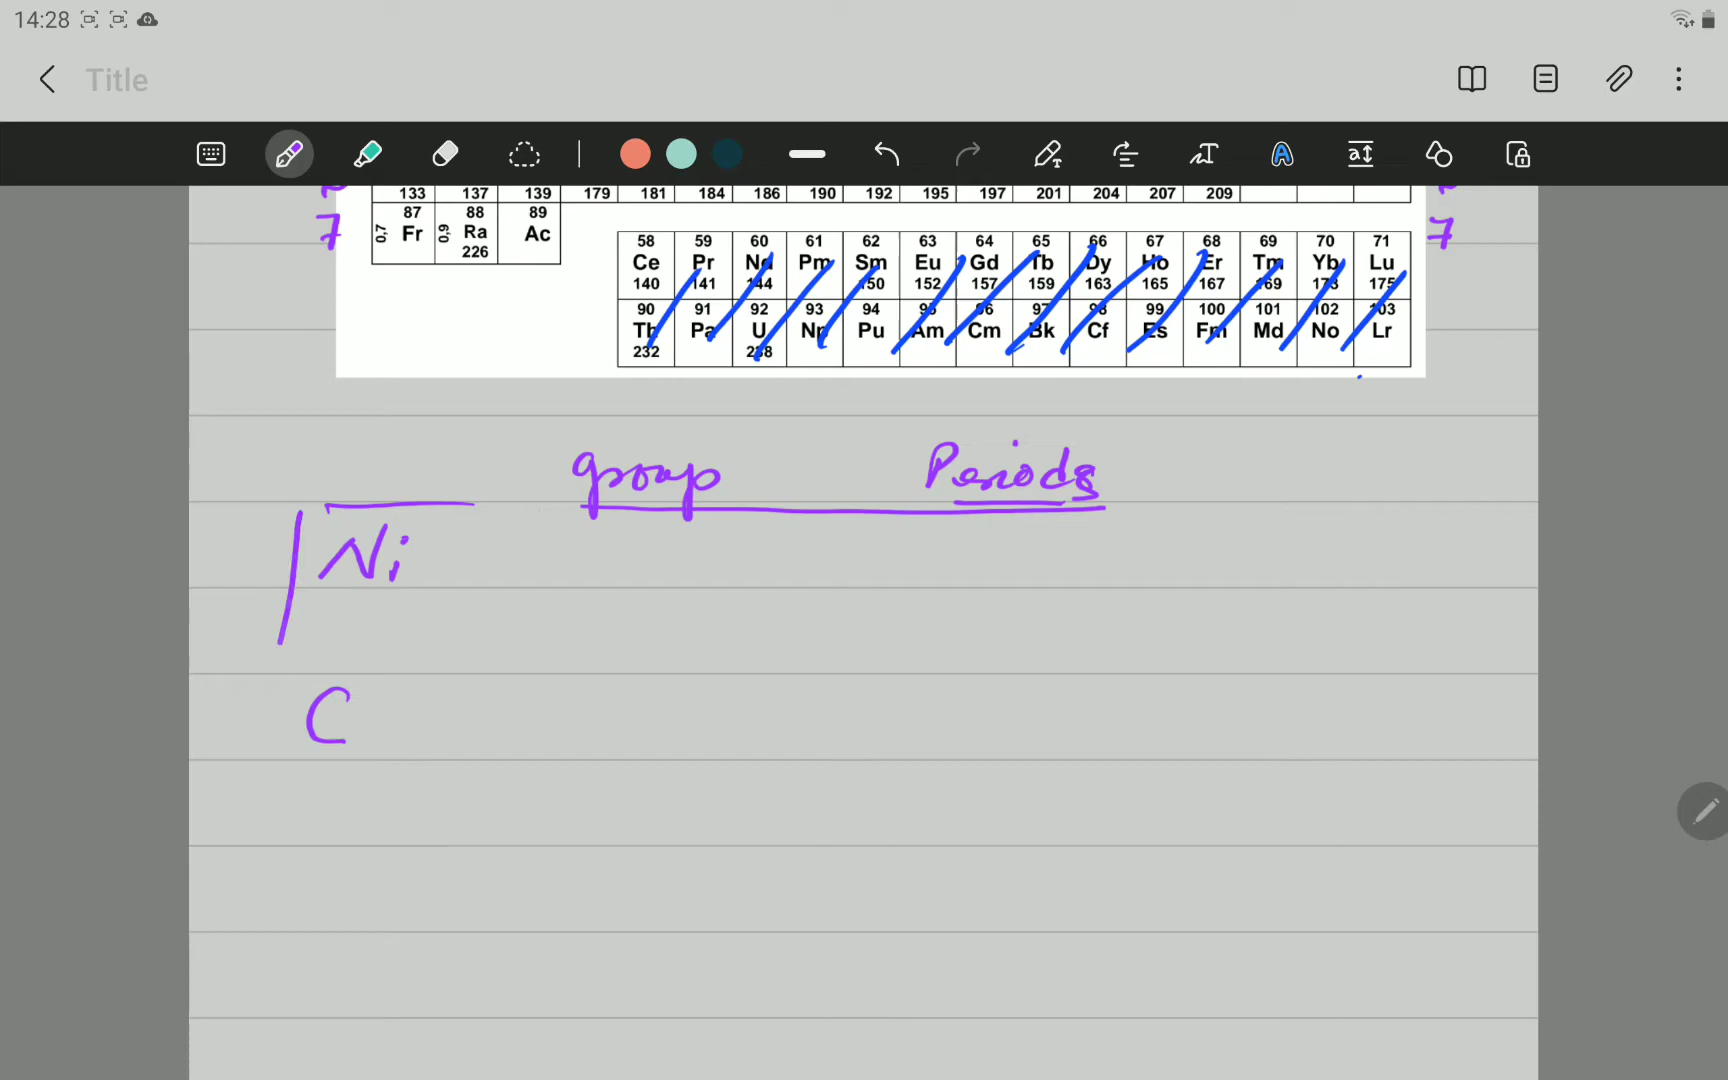 14:28
Title
133 137 139 179 181 184 186 190 192 195 197 201 204 207 209
7 87 88 89 7
0,7 Fr 0,9 Ra Ac
226
58 59 60 61 62 63 64 65 66 67 68 69 70 71
Ce Pr Nd Pm Sm Eu Gd Tb Dy Ho Er Tm Yb Lu
140 141 144 150 152 157 159 163 165 167 169 173 175
90 91 92 93 94 95 96 97 98 99 100 101 102 103
Th Pa U Np Pu Am Cm Bk Cf Es Fm Md No Lr
232 238
group Periods
Ni
C